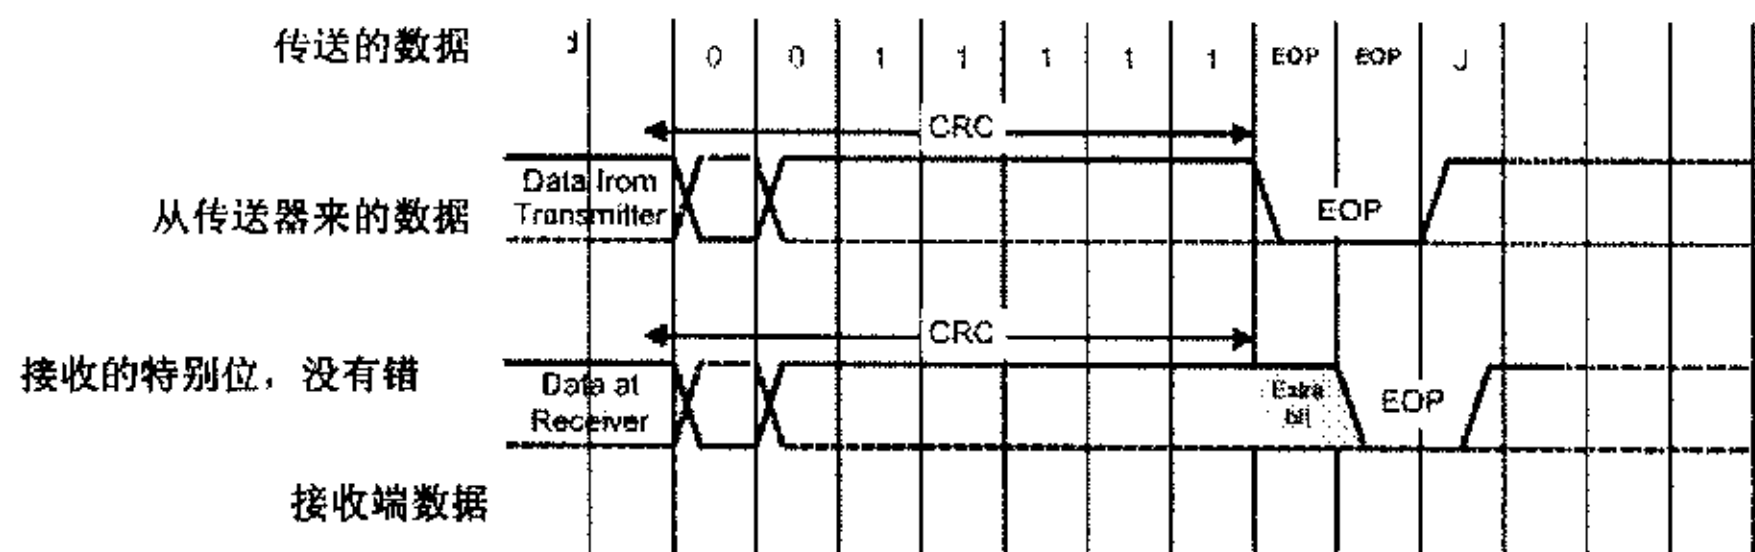 传送的数据
0 0 1 1 1 1 1 EOP EOP J
CRC
Data from
Transmitter
EOP
从传送器来的数据
CRC
接收的特别位，没有错
Data at
Receiver
Extra
bit
EOP
接收端数据